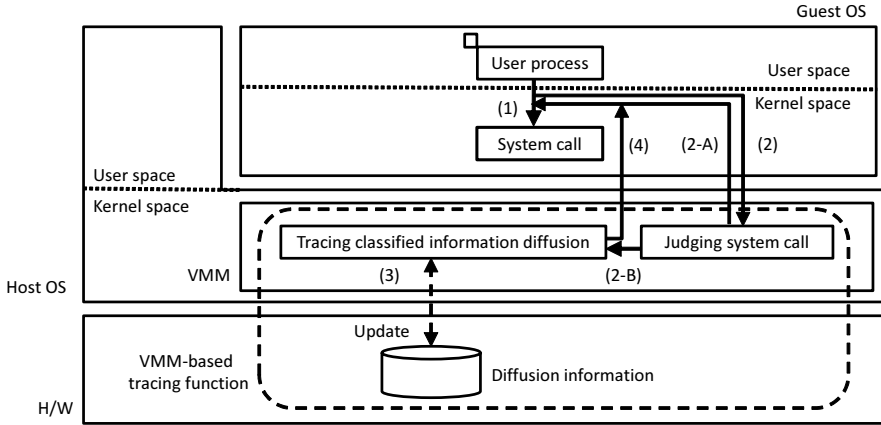 Guest OS
User process
User space
Kernel space
(1)
System call
(4)
(2-A)
(2)
User space
Kernel space
Tracing classified information diffusion
Judging system call
VMM
(3)
(2-B)
Host OS
Update
VMM-based
tracing function
Diffusion information
H/W